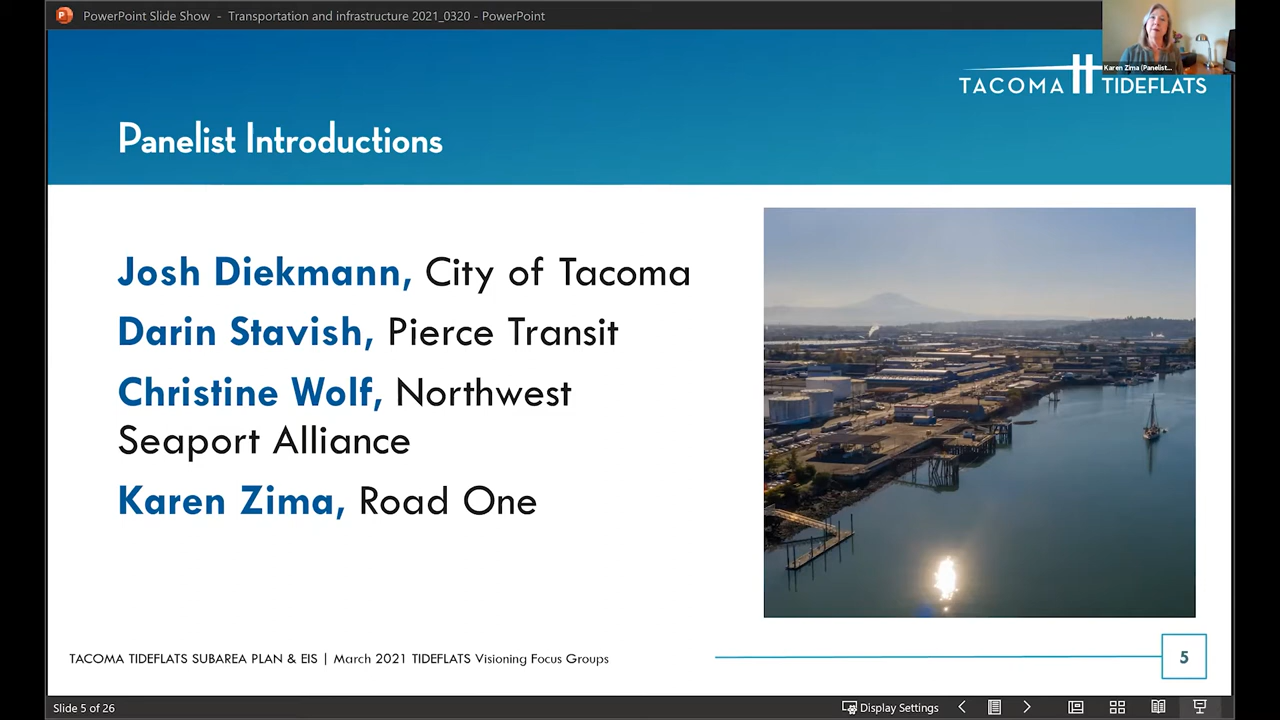 PowerPoint Slide Show - Transportation and infrastructure 2021_0320 - PowerPoint
Karen Zima (Panelist...
TACOMA TIDEFLATS
Panelist Introductions
Josh Diekmann, City of Tacoma
Darin Stavish, Pierce Transit
Christine Wolf, Northwest
Seaport Alliance
Karen Zima, Road One
TACOMA TIDEFLATS SUBAREA PLAN & EIS | March 2021 TIDEFLATS Visioning Focus Groups
5
Slide 5 of 26
Display Settings